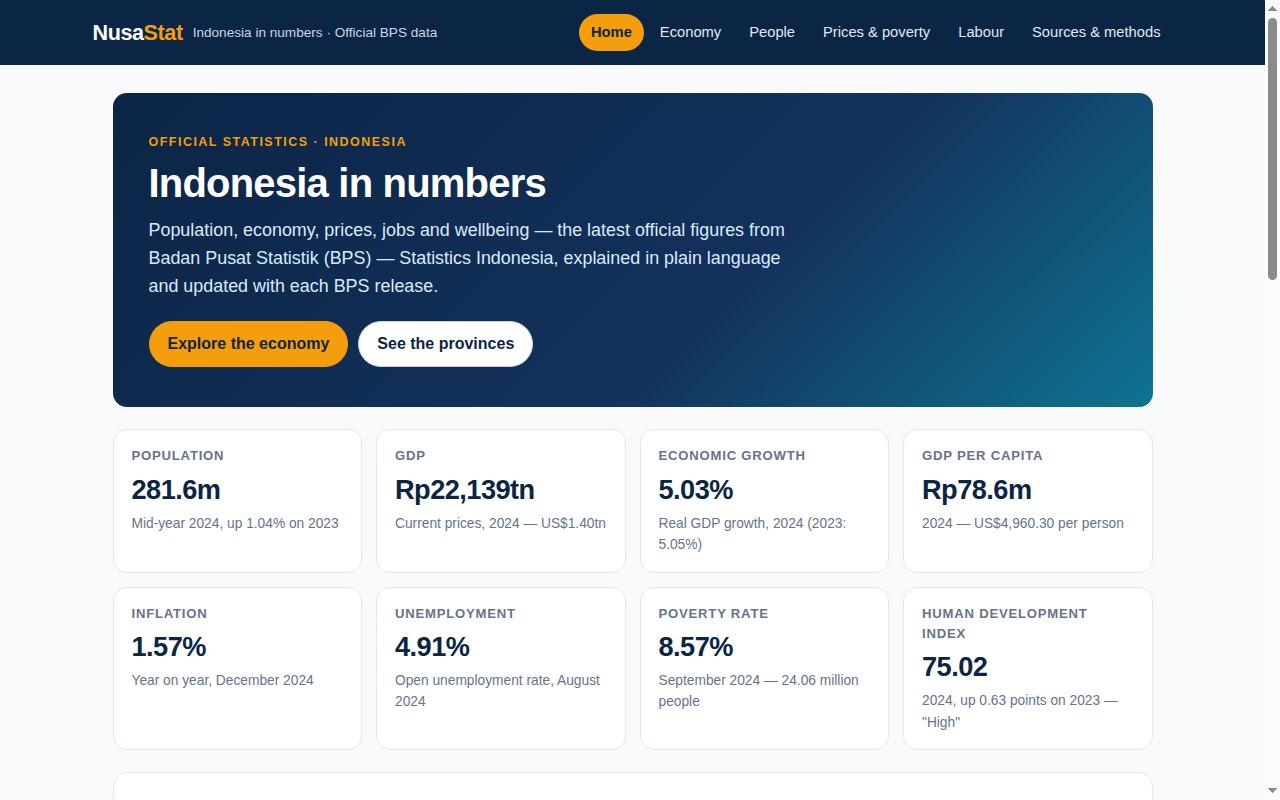 NusaStat Indonesia in numbers · Official BPS data Home Economy People Prices & poverty Labour Sources & methods
OFFICIAL STATISTICS · INDONESIA
Indonesia in numbers
Population, economy, prices, jobs and wellbeing — the latest official figures from
Badan Pusat Statistik (BPS) — Statistics Indonesia, explained in plain language
and updated with each BPS release.
Explore the economy See the provinces
POPULATION
281.6m
Mid-year 2024, up 1.04% on 2023
GDP
Rp22,139tn
Current prices, 2024 — US$1.40tn
ECONOMIC GROWTH
5.03%
Real GDP growth, 2024 (2023:
5.05%)
GDP PER CAPITA
Rp78.6m
2024 — US$4,960.30 per person
INFLATION
1.57%
Year on year, December 2024
UNEMPLOYMENT
4.91%
Open unemployment rate, August
2024
POVERTY RATE
8.57%
September 2024 — 24.06 million
people
HUMAN DEVELOPMENT
INDEX
75.02
2024, up 0.63 points on 2023 —
"High"